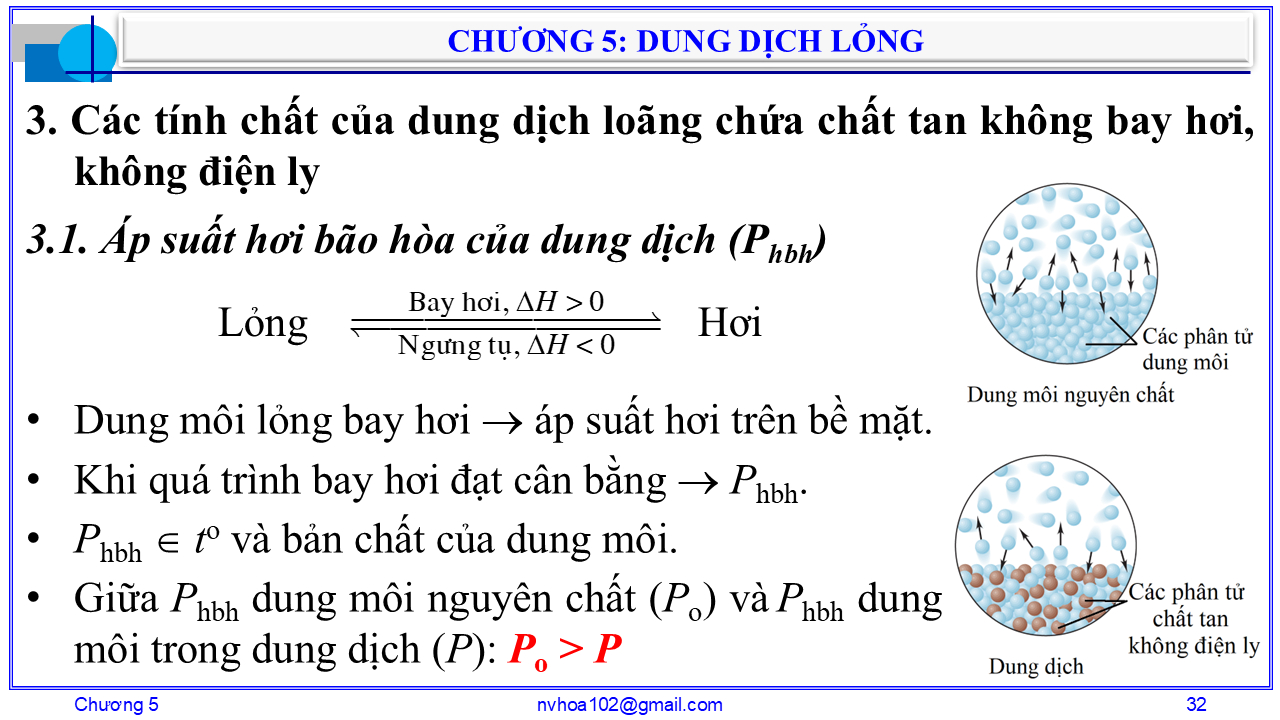 CHƯƠNG 5: DUNG DỊCH LỎNG
3. Các tính chất của dung dịch loãng chứa chất tan không bay hơi,
không điện ly
3.1. Áp suất hơi bão hòa của dung dịch (Phbh)
Bay hơi, ΔH > 0
Lỏng ⇌ Hơi
Ngưng tụ, ΔH < 0
Các phân tử
dung môi
Dung môi nguyên chất
• Dung môi lỏng bay hơi → áp suất hơi trên bề mặt.
• Khi quá trình bay hơi đạt cân bằng → Phbh.
• Phbh ∈ tᵒ và bản chất của dung môi.
• Giữa Phbh dung môi nguyên chất (Po) và Phbh dung
môi trong dung dịch (P): Po > P
Các phân tử
chất tan
không điện ly
Dung dịch
Chương 5
nvhoa102@gmail.com
32